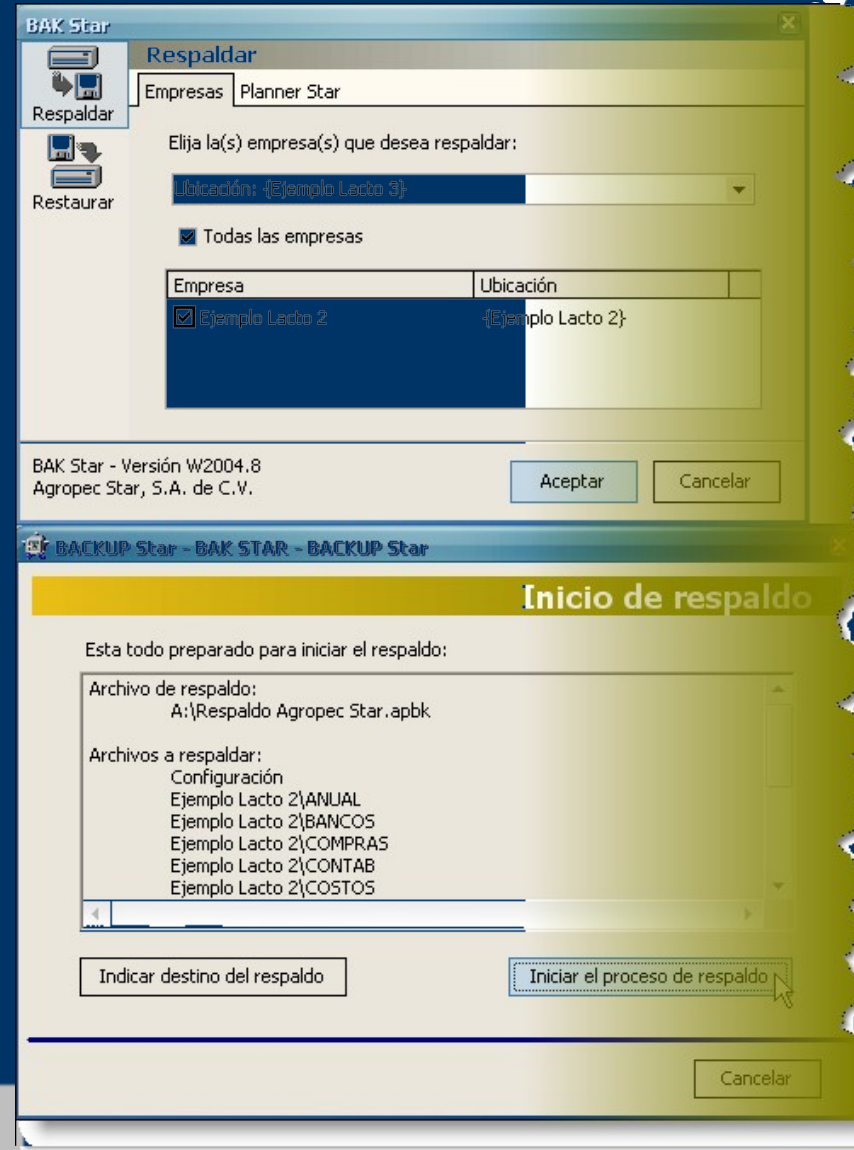 BAK Star
Respaldar
Respaldar
Empresas Planner Star
Elija la(s) empresa(s) que desea respaldar:
Restaurar
Ubicación: -{Ejemplo Lacto 3}-
Todas las empresas
Empresa Ubicación
Ejemplo Lacto 2 -{Ejemplo Lacto 2}-
BAK Star - Versión W2004.8
Agropec Star, S.A. de C.V.
Aceptar Cancelar
BACKUP Star - BAK STAR - BACKUP Star
Inicio de respaldo
Esta todo preparado para iniciar el respaldo:
Archivo de respaldo:
A:\Respaldo Agropec Star.apbk
Archivos a respaldar:
Configuración
Ejemplo Lacto 2\ANUAL
Ejemplo Lacto 2\BANCOS
Ejemplo Lacto 2\COMPRAS
Ejemplo Lacto 2\CONTAB
Ejemplo Lacto 2\COSTOS
Indicar destino del respaldo Iniciar el proceso de respaldo
Cancelar